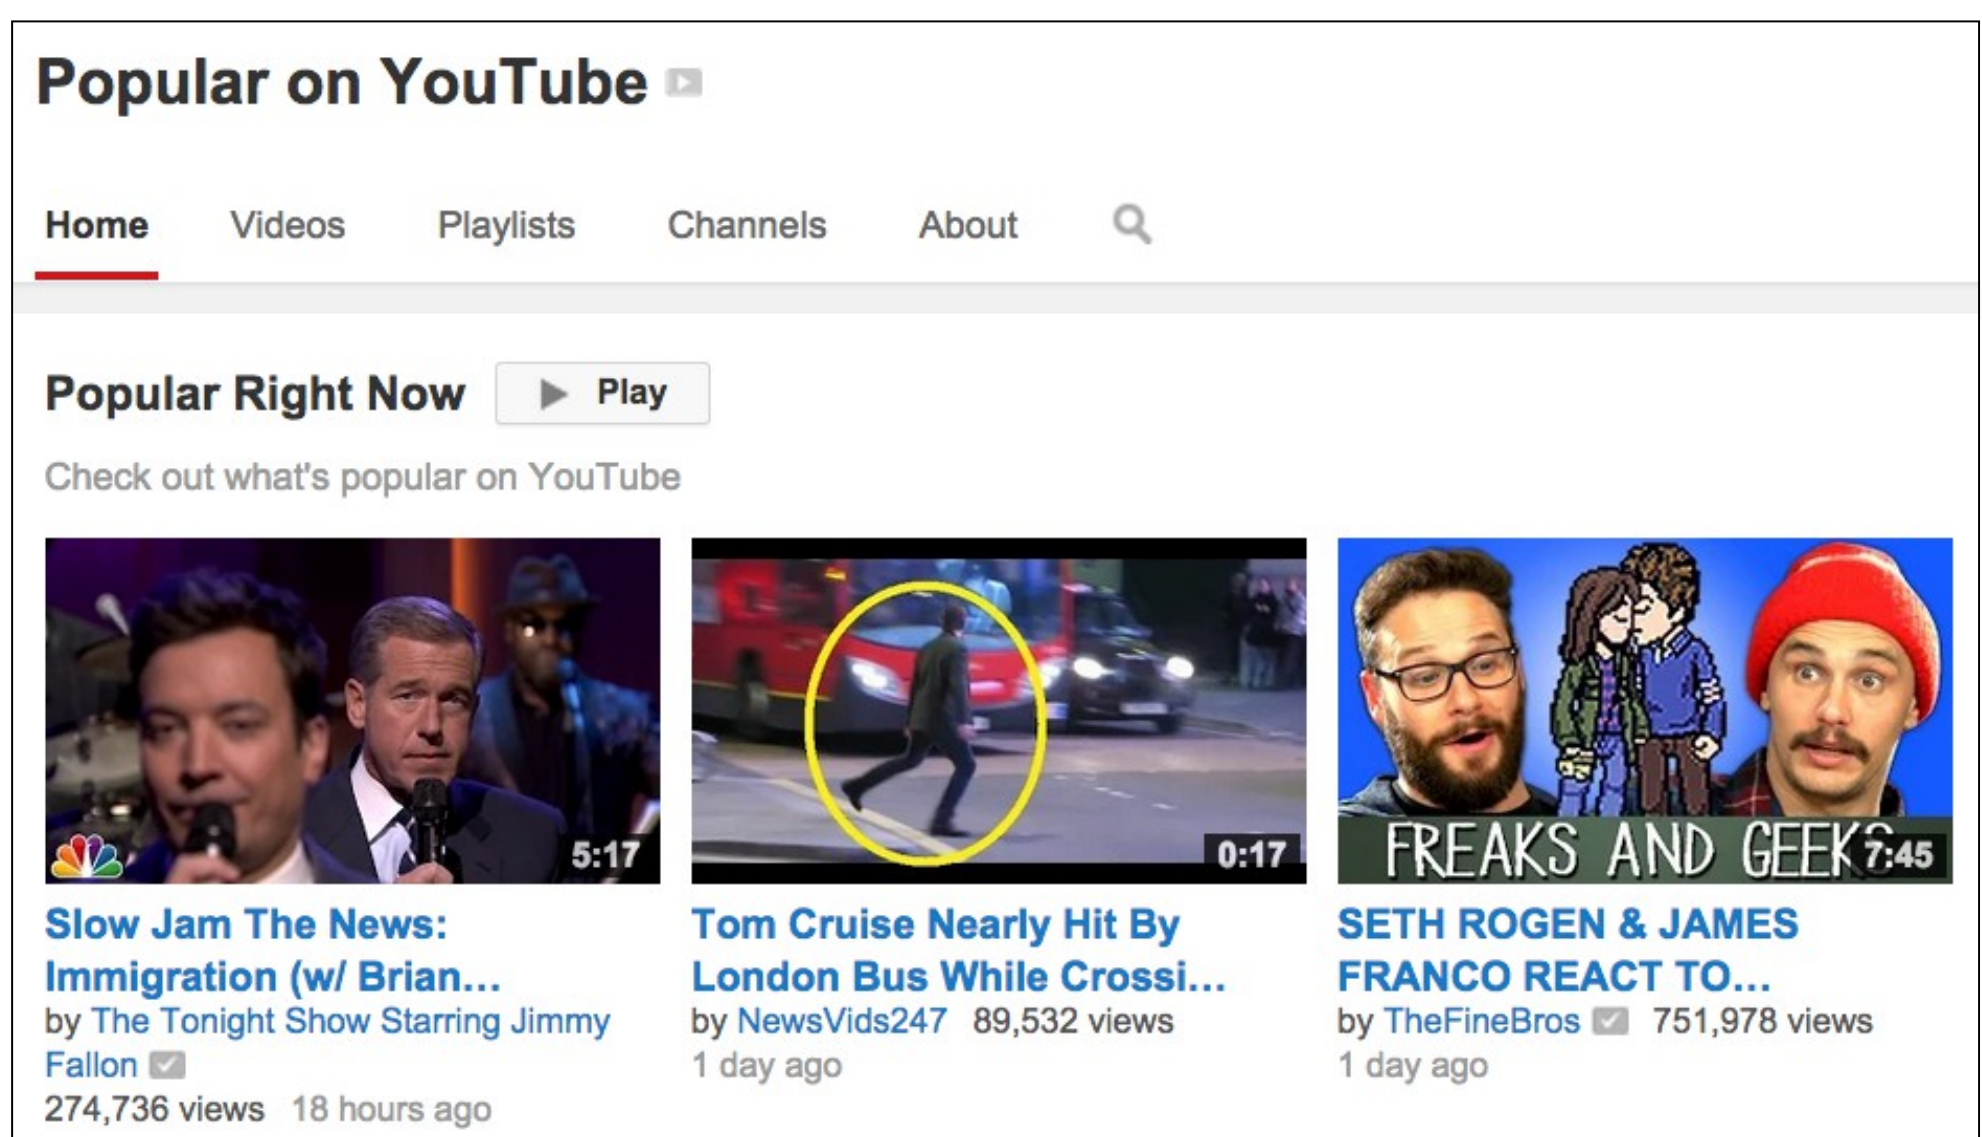 Popular on YouTube
Home Videos Playlists Channels About
Popular Right Now Play
Check out what's popular on YouTube
5:17
0:17
FREAKS AND GEEKS 7:45
Slow Jam The News:
Immigration (w/ Brian...
by The Tonight Show Starring Jimmy
Fallon
274,736 views 18 hours ago
Tom Cruise Nearly Hit By
London Bus While Crossi...
by NewsVids247 89,532 views
1 day ago
SETH ROGEN & JAMES
FRANCO REACT TO...
by TheFineBros 751,978 views
1 day ago